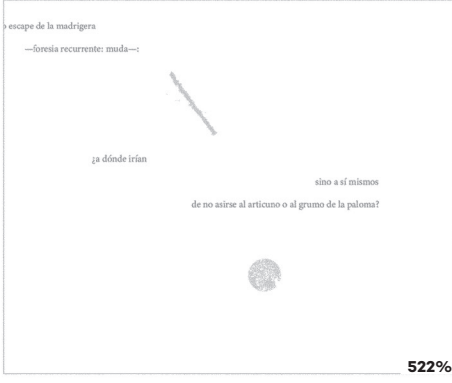 escape de la madrigera
—foresia recurrente: muda—:
¿a dónde irían
sino a sí mismos
de no asirse al articuno o al grumo de la paloma?
522%